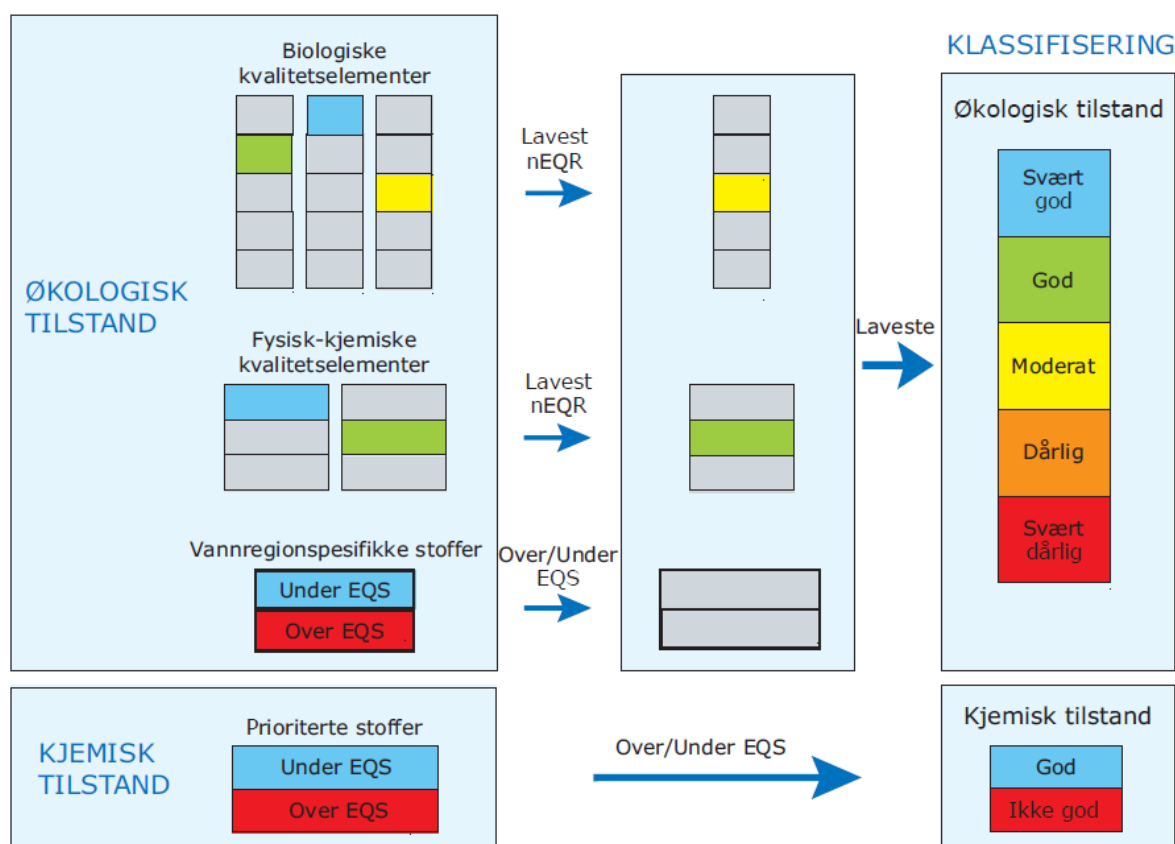 KLASSIFISERING
Biologiske
kvalitetselementer
Lavest
nEQR
ØKOLOGISK
TILSTAND
Fysisk-kjemiske
kvalitetselementer
Lavest
nEQR
Vannregionspesifikke stoffer
Under EQS
Over EQS
Over/Under
EQS
Laveste
Økologisk tilstand
Svært
god
God
Moderat
Dårlig
Svært
dårlig
KJEMISK
TILSTAND
Prioriterte stoffer
Under EQS
Over EQS
Over/Under EQS
Kjemisk tilstand
God
Ikke god